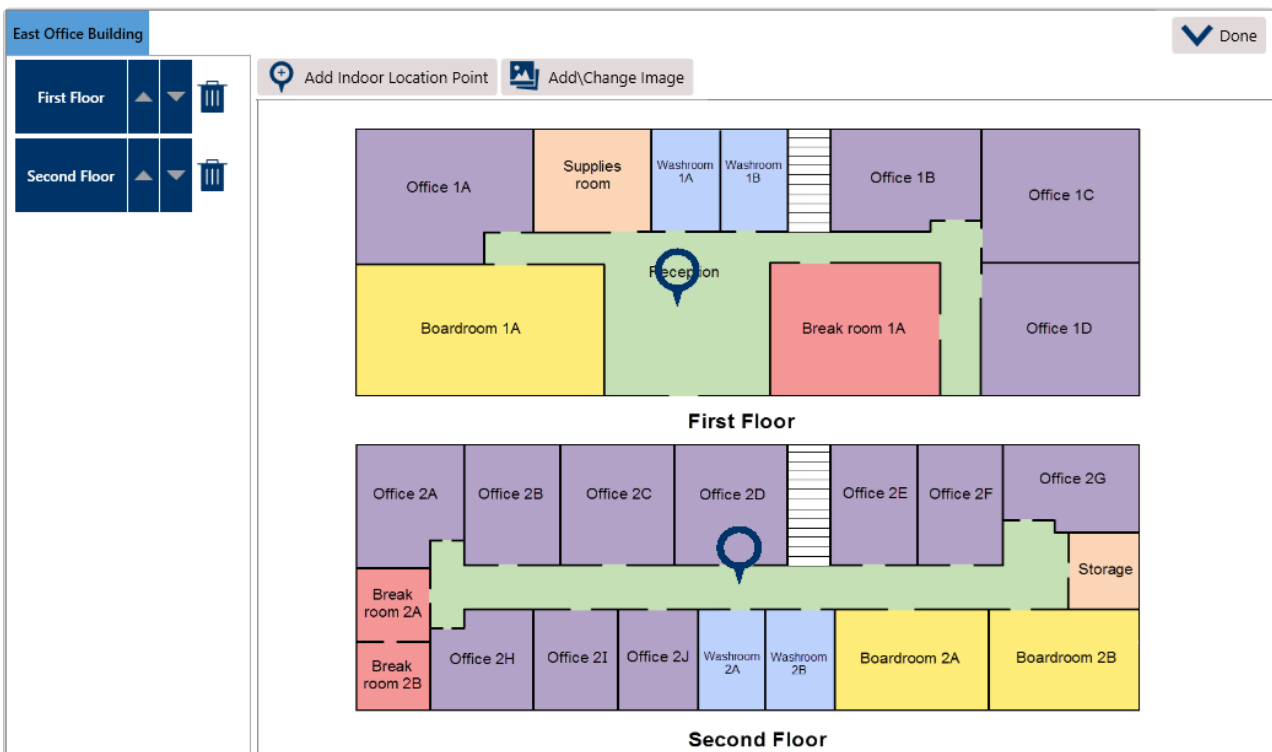 East Office Building
Done
First Floor
Second Floor
Add Indoor Location Point
Add\Change Image
Office 1A
Supplies
room
Washroom
1A
Washroom
1B
Office 1B
Office 1C
Reception
Boardroom 1A
Break room 1A
Office 1D
First Floor
Office 2A
Office 2B
Office 2C
Office 2D
Office 2E
Office 2F
Office 2G
Storage
Break
room 2A
Break
room 2B
Office 2H
Office 2I
Office 2J
Washroom
2A
Washroom
2B
Boardroom 2A
Boardroom 2B
Second Floor